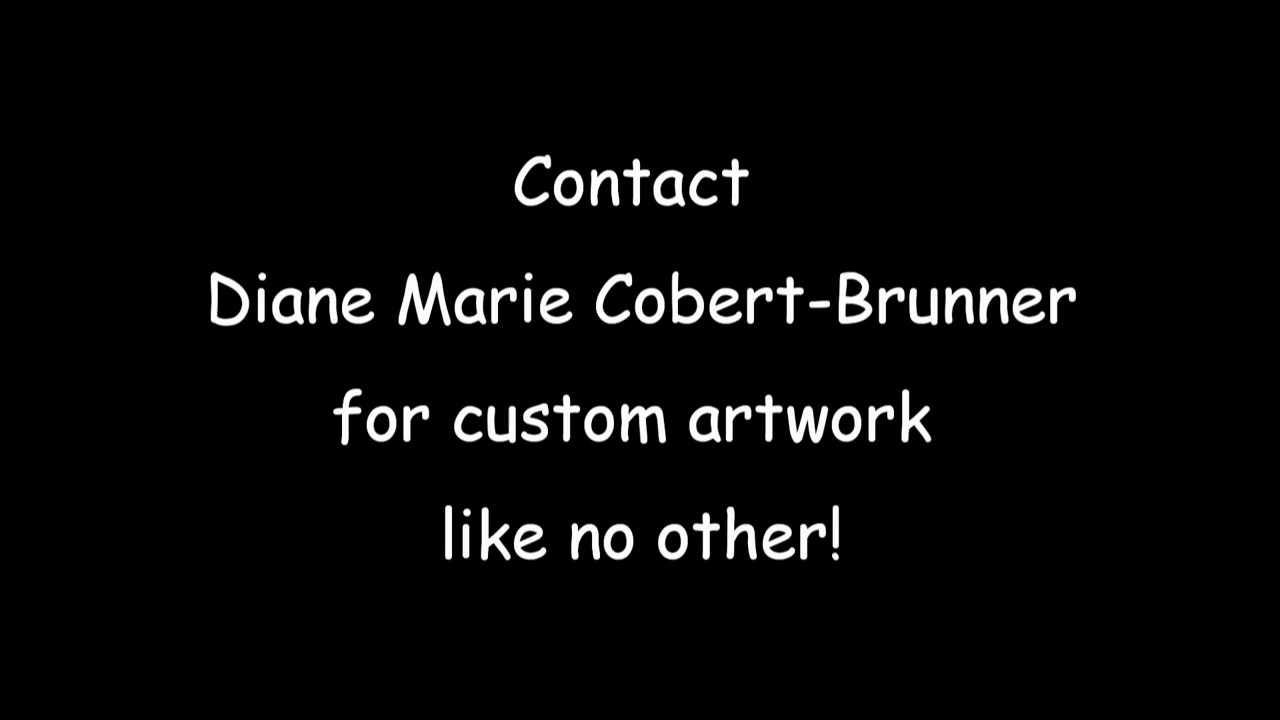 Contact
Diane Marie Cobert-Brunner
for custom artwork
like no other!